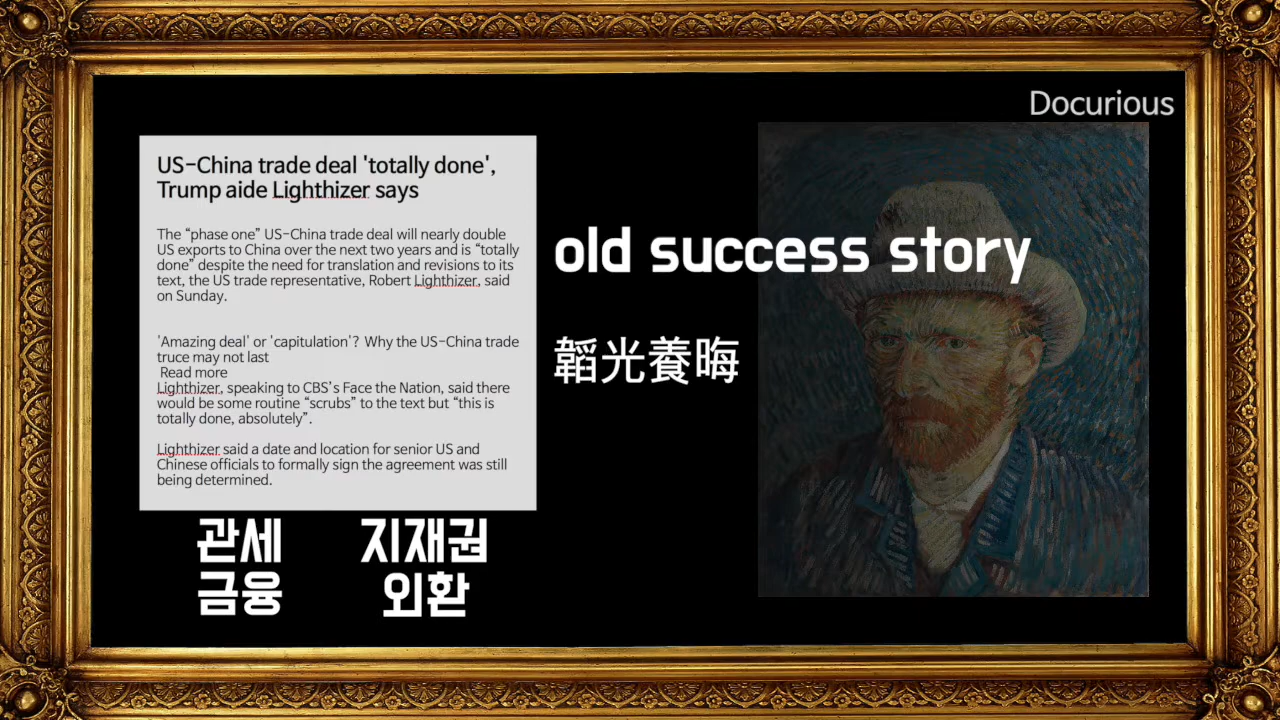 Docurious
US-China trade deal 'totally done',
Trump aide Lighthizer says
The “phase one” US-China trade deal will nearly double
US exports to China over the next two years and is “totally
done” despite the need for translation and revisions to its
text, the US trade representative, Robert Lighthizer, said
on Sunday.
'Amazing deal' or 'capitulation'? Why the US-China trade
truce may not last
Read more
Lighthizer, speaking to CBS’s Face the Nation, said there
would be some routine “scrubs” to the text but “this is
totally done, absolutely”.
Lighthizer said a date and location for senior US and
Chinese officials to formally sign the agreement was still
being determined.
old success story
韜光養晦
관세 지재권
금융 외환